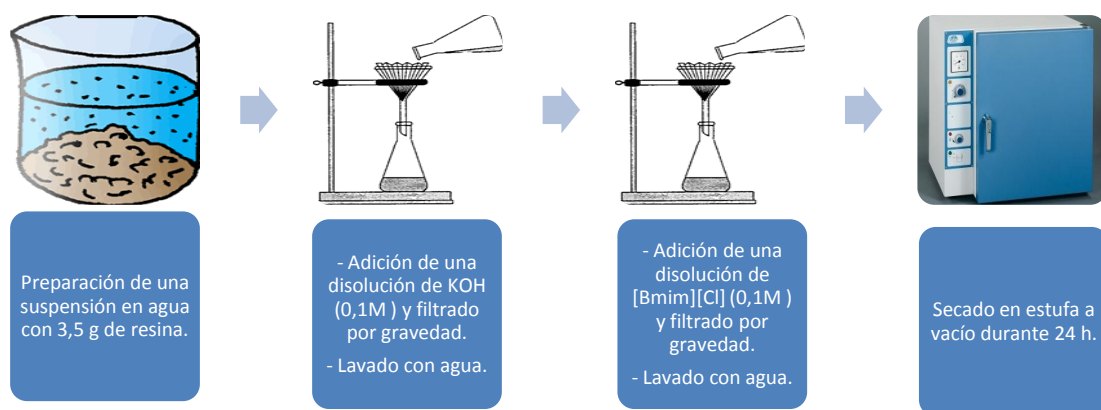 Preparación de una
suspensión en agua
con 3,5 g de resina.
- Adición de una
disolución de KOH
(0,1M ) y filtrado
por gravedad.
- Lavado con agua.
- Adición de una
disolución de
[Bmim][Cl] (0,1M )
y filtrado por
gravedad.
- Lavado con agua.
Secado en estufa a
vacío durante 24 h.